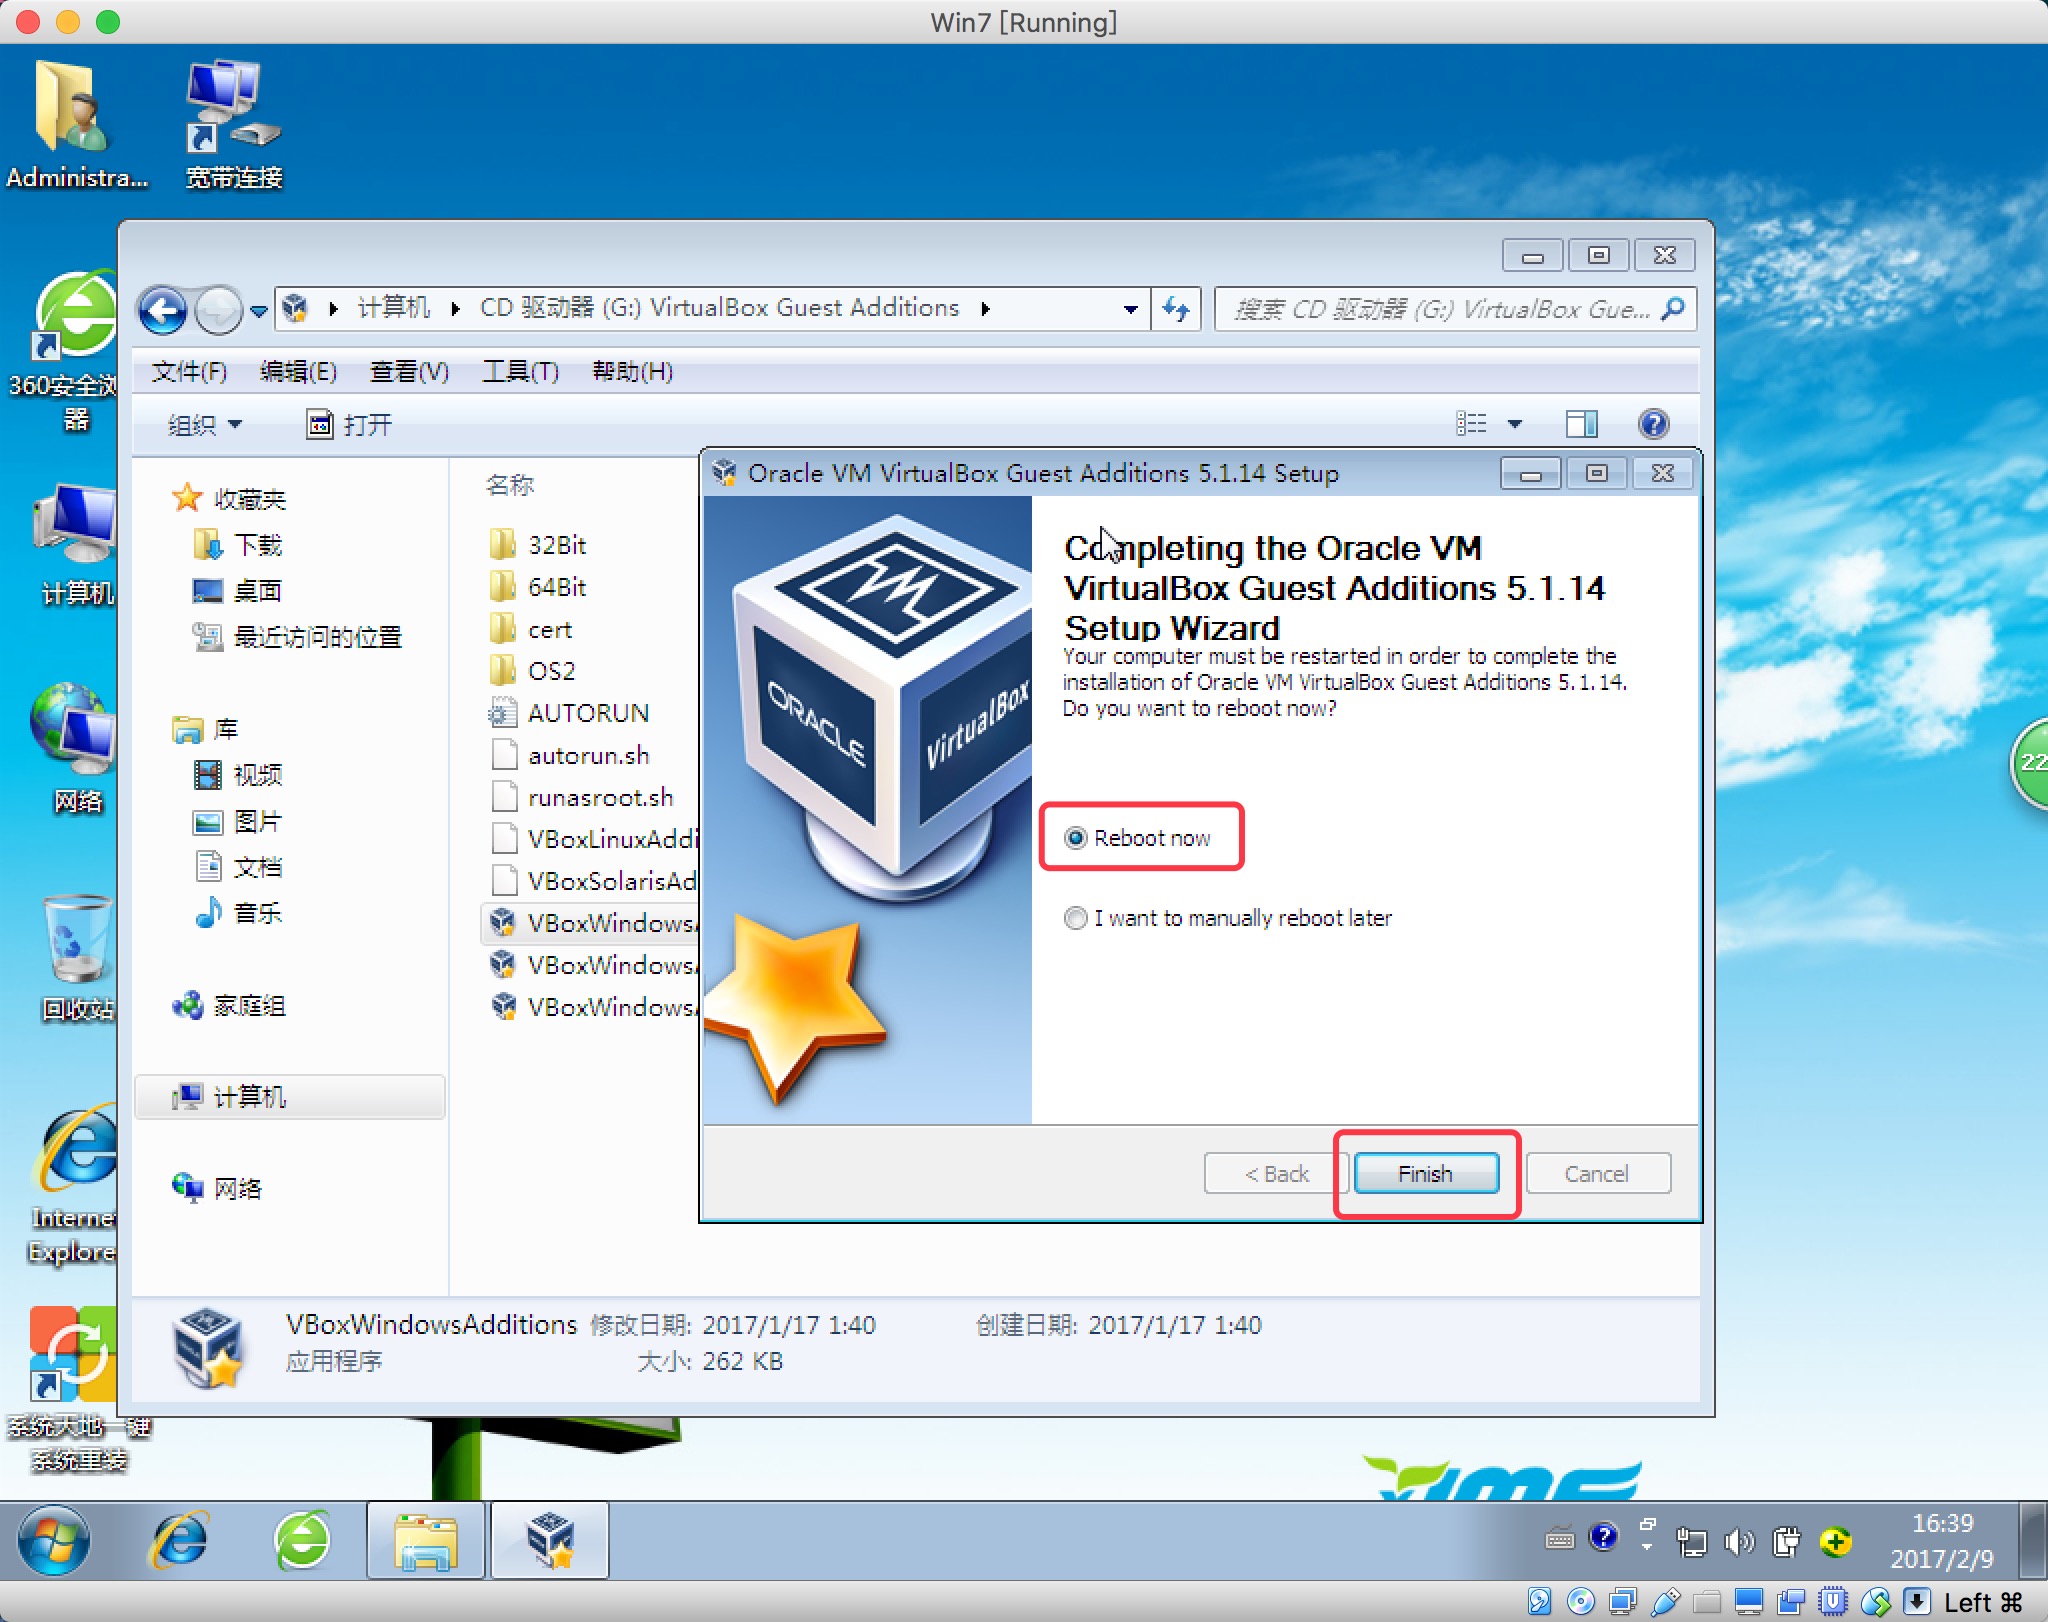 Win7 [Running]
Administra...
宽带连接
360安全浏
器
计算机
网络
回收站
Internet
Explore
系统天地一键
系统重装
计算机
CD 驱动器 (G:) VirtualBox Guest Additions
搜索 CD 驱动器 (G:) VirtualBox Gue...
文件(F)
编辑(E)
查看(V)
工具(T)
帮助(H)
组织
打开
收藏夹
下载
桌面
最近访问的位置
库
视频
图片
文档
音乐
家庭组
计算机
网络
名称
32Bit
64Bit
cert
OS2
AUTORUN
autorun.sh
runasroot.sh
VBoxLinuxAddi
VBoxSolarisAd
VBoxWindowsA
VBoxWindowsA
VBoxWindowsA
Oracle VM VirtualBox Guest Additions 5.1.14 Setup
ORACLE
VirtualBox
Completing the Oracle VM
VirtualBox Guest Additions 5.1.14
Setup Wizard
Your computer must be restarted in order to complete the
installation of Oracle VM VirtualBox Guest Additions 5.1.14.
Do you want to reboot now?
Reboot now
I want to manually reboot later
< Back
Finish
Cancel
VBoxWindowsAdditions
修改日期: 2017/1/17 1:40
创建日期: 2017/1/17 1:40
应用程序
大小: 262 KB
22
16:39
2017/2/9
Left ⌘